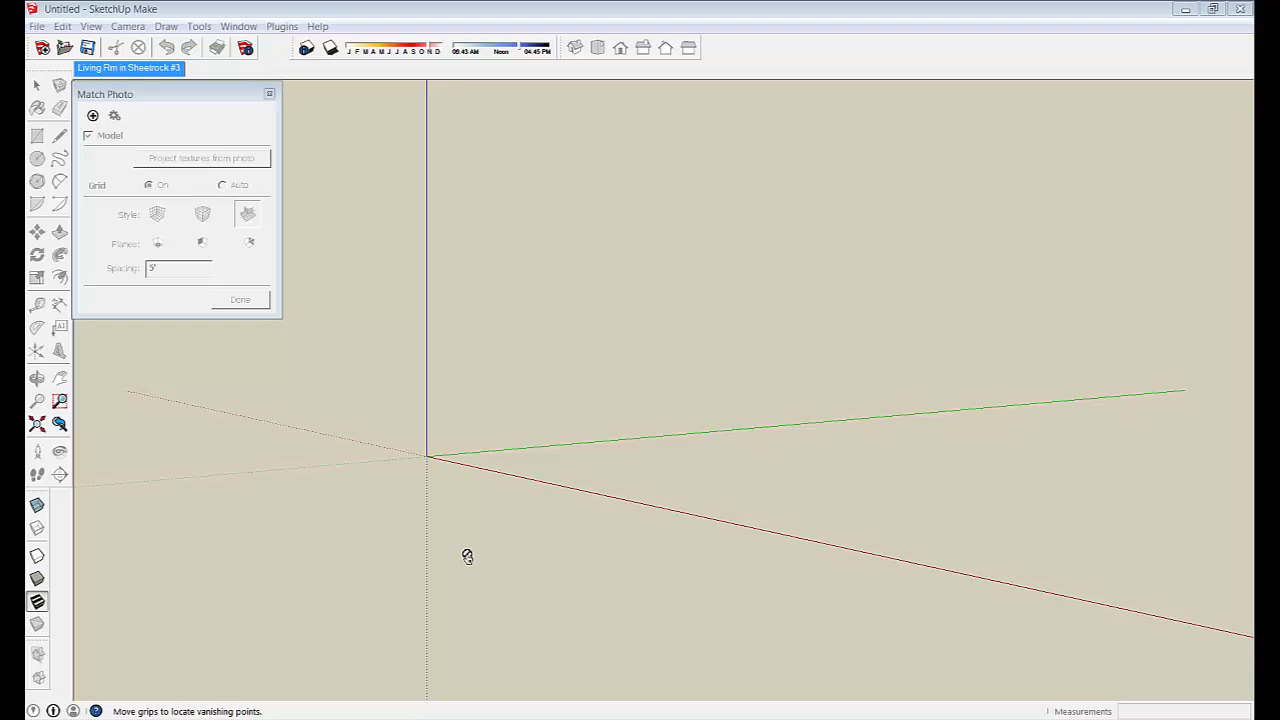 Untitled - SketchUp Make
File Edit View Camera Draw Tools Window Plugins Help
J F M A M J J A S O N D
06:43 AM Noon 04:45 PM
Living Rm in Sheetrock #3
Match Photo
Model
Project textures from photo
Grid On Auto
Style:
Planes:
Spacing: 5'
Done
Move grips to locate vanishing points.
Measurements